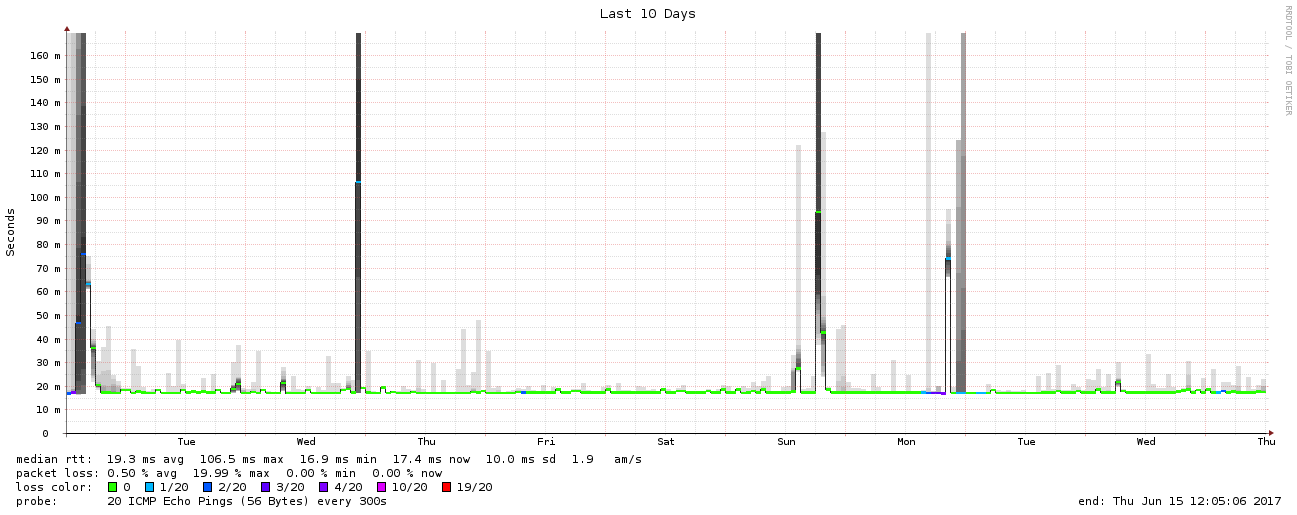 Last 10 Days
RRDTOOL / TOBI OETIKER
Seconds
160 m
150 m
140 m
130 m
120 m
110 m
100 m
90 m
80 m
70 m
60 m
50 m
40 m
30 m
20 m
10 m
0
Tue Wed Thu Fri Sat Sun Mon Tue Wed Thu
median rtt: 19.3 ms avg 106.5 ms max 16.9 ms min 17.4 ms now 10.0 ms sd 1.9 am/s
packet loss: 0.50 % avg 19.99 % max 0.00 % min 0.00 % now
loss color: 0 1/20 2/20 3/20 4/20 10/20 19/20
probe: 20 ICMP Echo Pings (56 Bytes) every 300s end: Thu Jun 15 12:05:06 2017